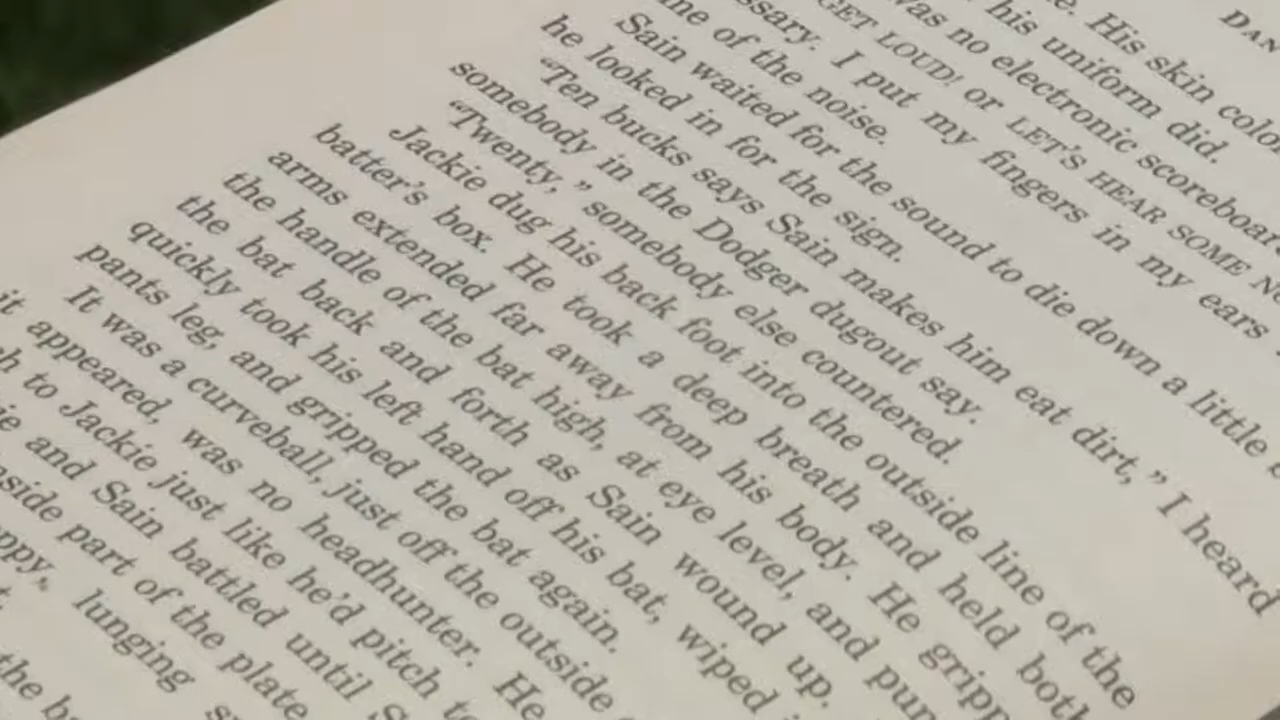 DAN
e. His skin colo
his uniform did.
was no electronic scoreboar
GET LOUD! or LET'S HEAR SOME NO
ssary. I put my fingers in my ears
me of the noise.
Sain waited for the sound to die down a little
he looked in for the sign.
“Ten bucks says Sain makes him eat dirt,” I heard
somebody in the Dodger dugout say.
“Twenty,” somebody else countered.
Jackie dug his back foot into the outside line of the
batter's box. He took a deep breath and held both
arms extended far away from his body. He gripp
the handle of the bat high, at eye level, and pum
the bat back and forth as Sain wound up.
quickly took his left hand off his bat, wiped i
pants leg, and gripped the bat again.
It was a curveball, just off the outside
it appeared, was no headhunter. He
h to Jackie just like he'd pitch to
ie and Sain battled until S
side part of the plate
ppy, lunging sw
t.
the ba